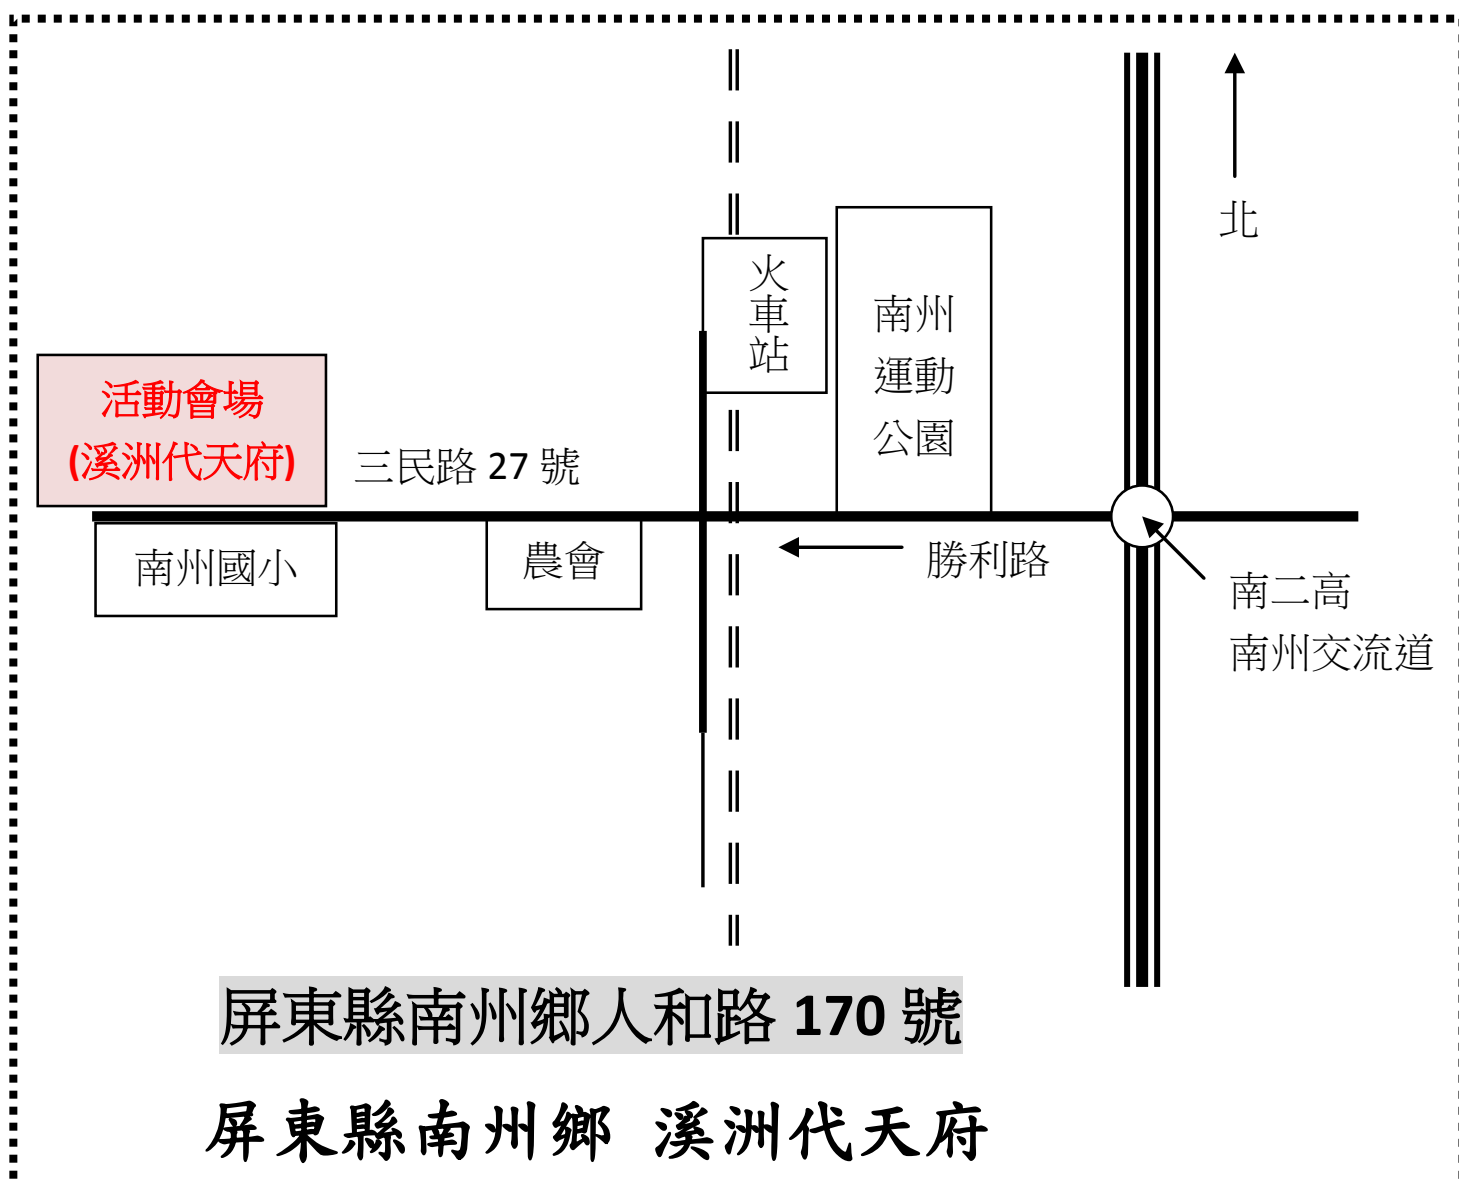 北
火
車
站
南州
運動
公園
活動會場
(溪洲代天府)
三民路 27 號
南州國小
農會
勝利路
南二高
南州交流道
屏東縣南州鄉人和路 170 號
屏東縣南州鄉 溪洲代天府